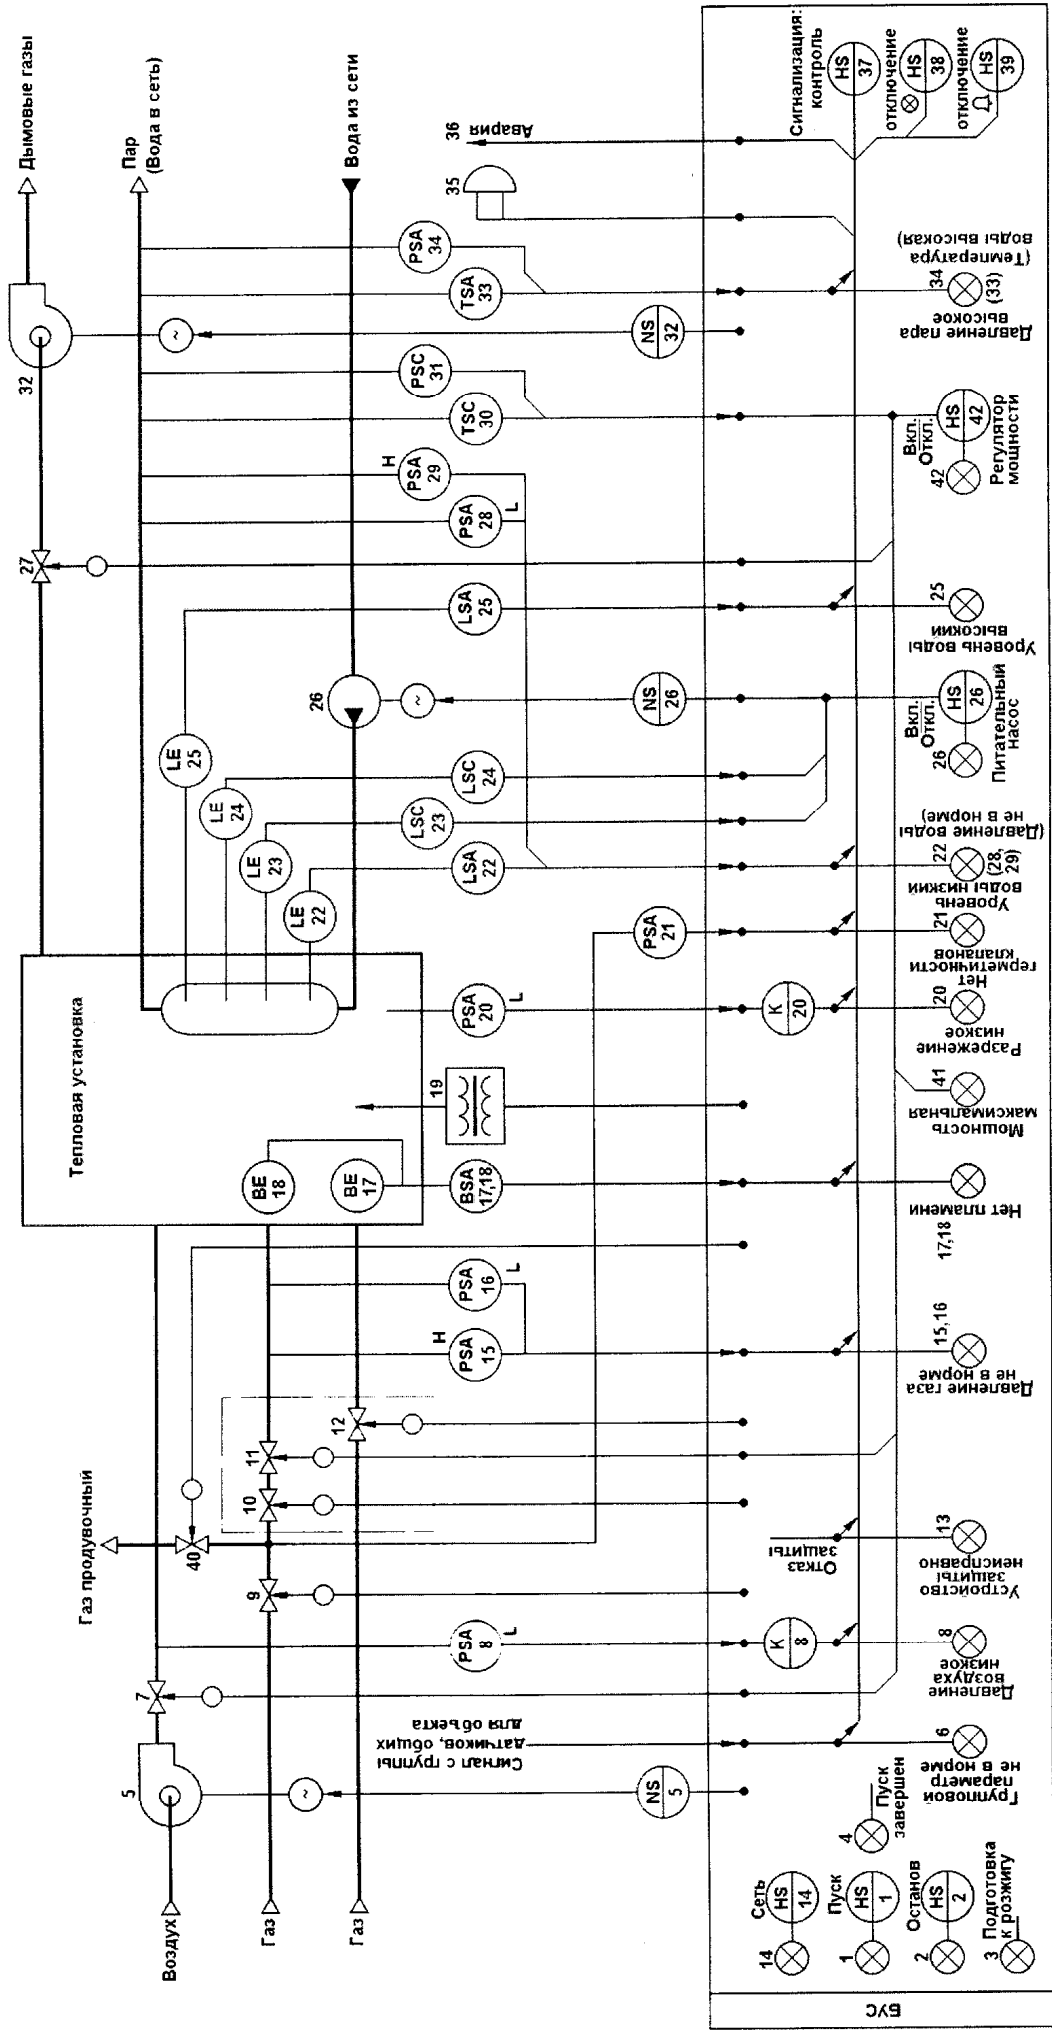 Дымовые газы
32
27
Пар
(Вода в сеть)
Вода из сети
36
Авария
35
PSA
34
TSA
33
NS
32
PSC
31
TSC
30
H
PSA
29
PSA
28
L
LSA
25
LE
25
26
NS
26
LE
24
LSC
24
LE
23
LSC
23
LE
22
LSA
22
PSA
21
PSA
20
L
19
Тепловая установка
BE
18
BE
17
BSA
17,18
PSA
16
L
H
PSA
15
12
11
10
9
40
Газ продувочный
PSA
8
L
7
5
NS
5
Сигнал с группы
датчиков, общих
для объекта
Воздух
Газ
Газ
Сигнализация:
контроль
HS
37
отключение
HS
38
отключение
HS
39
34
(33)
Давление пара
высокое
(Температура
воды высокая)
Вкл.
Откл.
HS
42
42
Регулятор
мощности
25
Уровень воды
высокий
Вкл.
Откл.
HS
26
26
Питательный
насос
22
(28,
29)
Уровень
воды низкий
(Давление воды
не в норме)
21
Нет
герметичности
клапанов
K
20
20
Разрежение
низкое
41
Мощность
максимальная
Нет пламени
17,18
15,16
Давление газа
не в норме
Отказ
защиты
13
Устройство
защиты
неисправно
K
8
8
Давление
воздуха
низкое
6
Групповой
параметр
не в норме
4
Пуск
завершен
Сеть
HS
14
14
Пуск
HS
1
1
Останов
HS
2
2
Подготовка
к розжигу
3
БУС